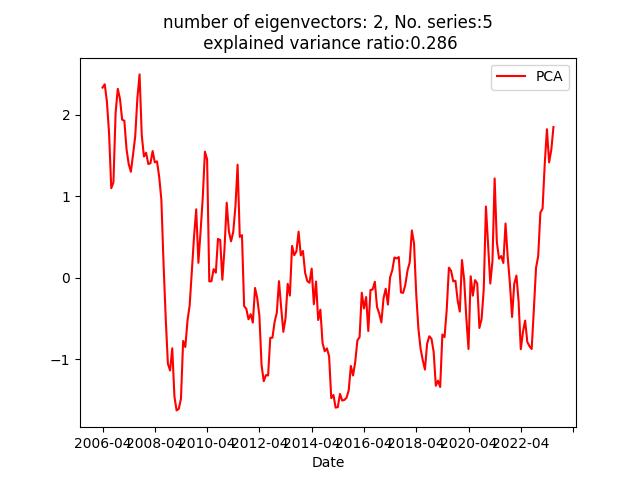 number of eigenvectors: 2, No. series:5
explained variance ratio:0.286
PCA
2
1
0
−1
2006-04 2008-04 2010-04 2012-04 2014-04 2016-04 2018-04 2020-04 2022-04
Date